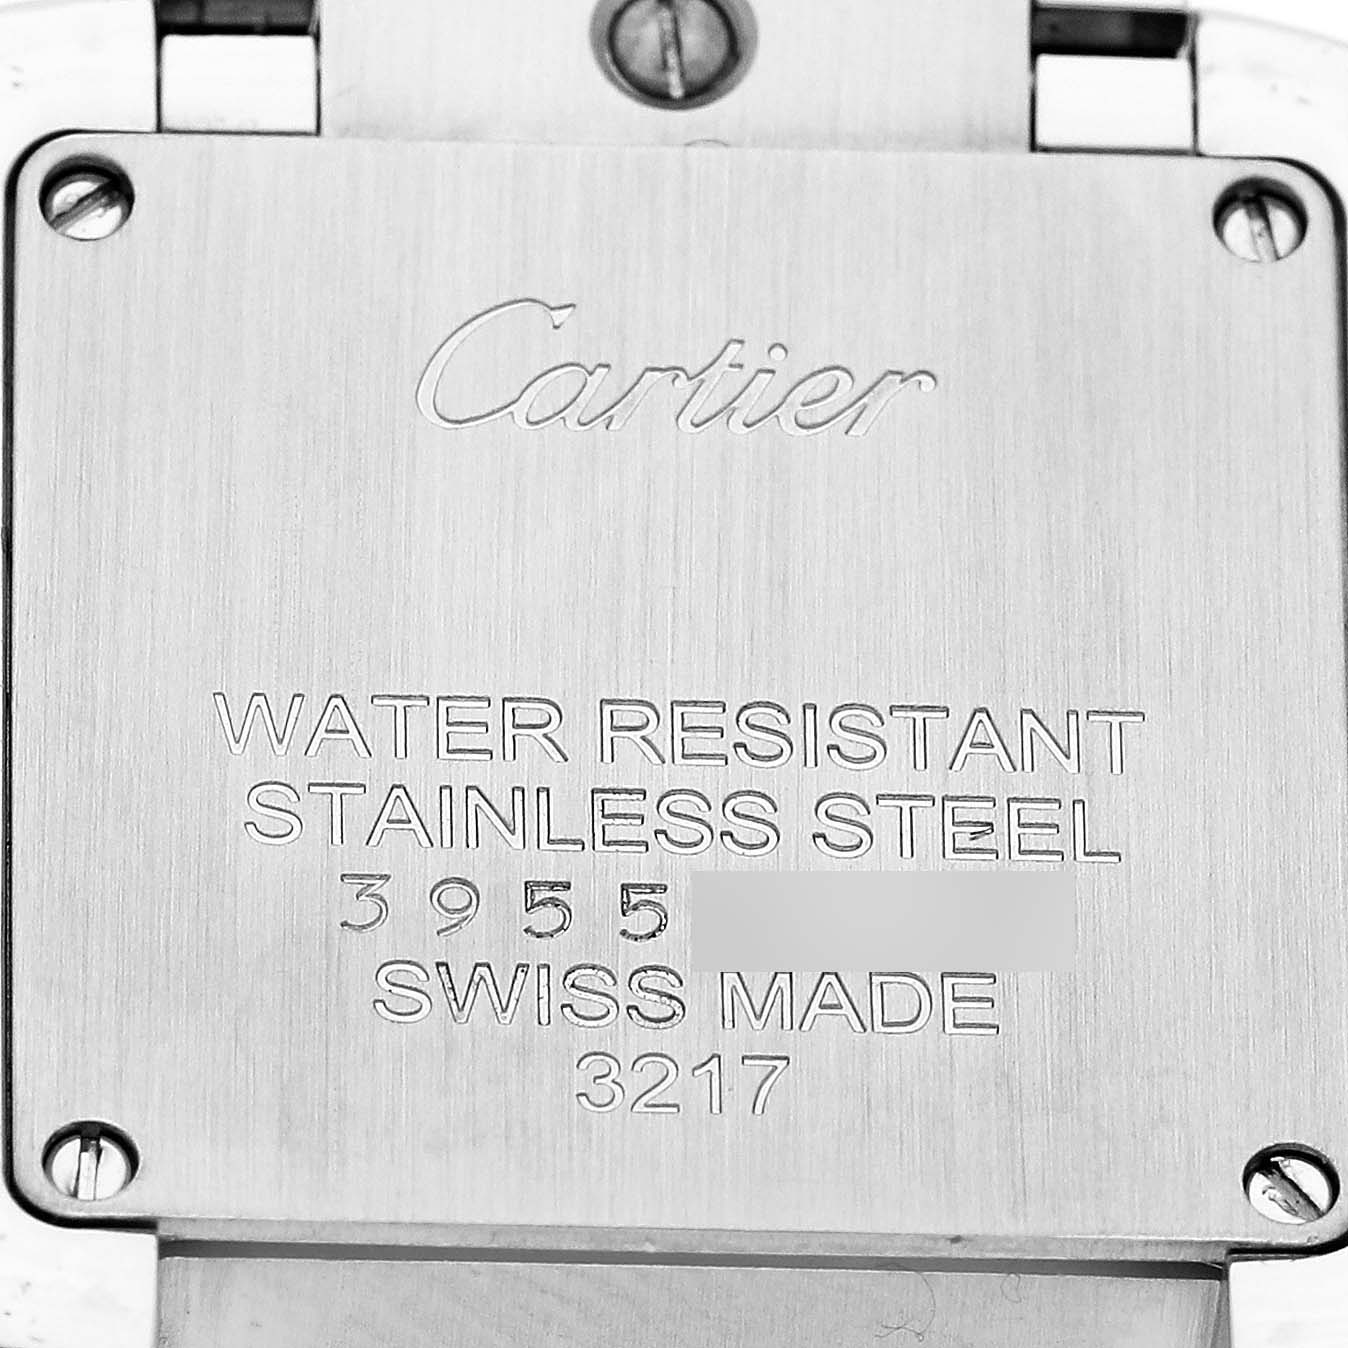 Cartier
WATER RESISTANT
STAINLESS STEEL
3955
SWISS MADE
3217